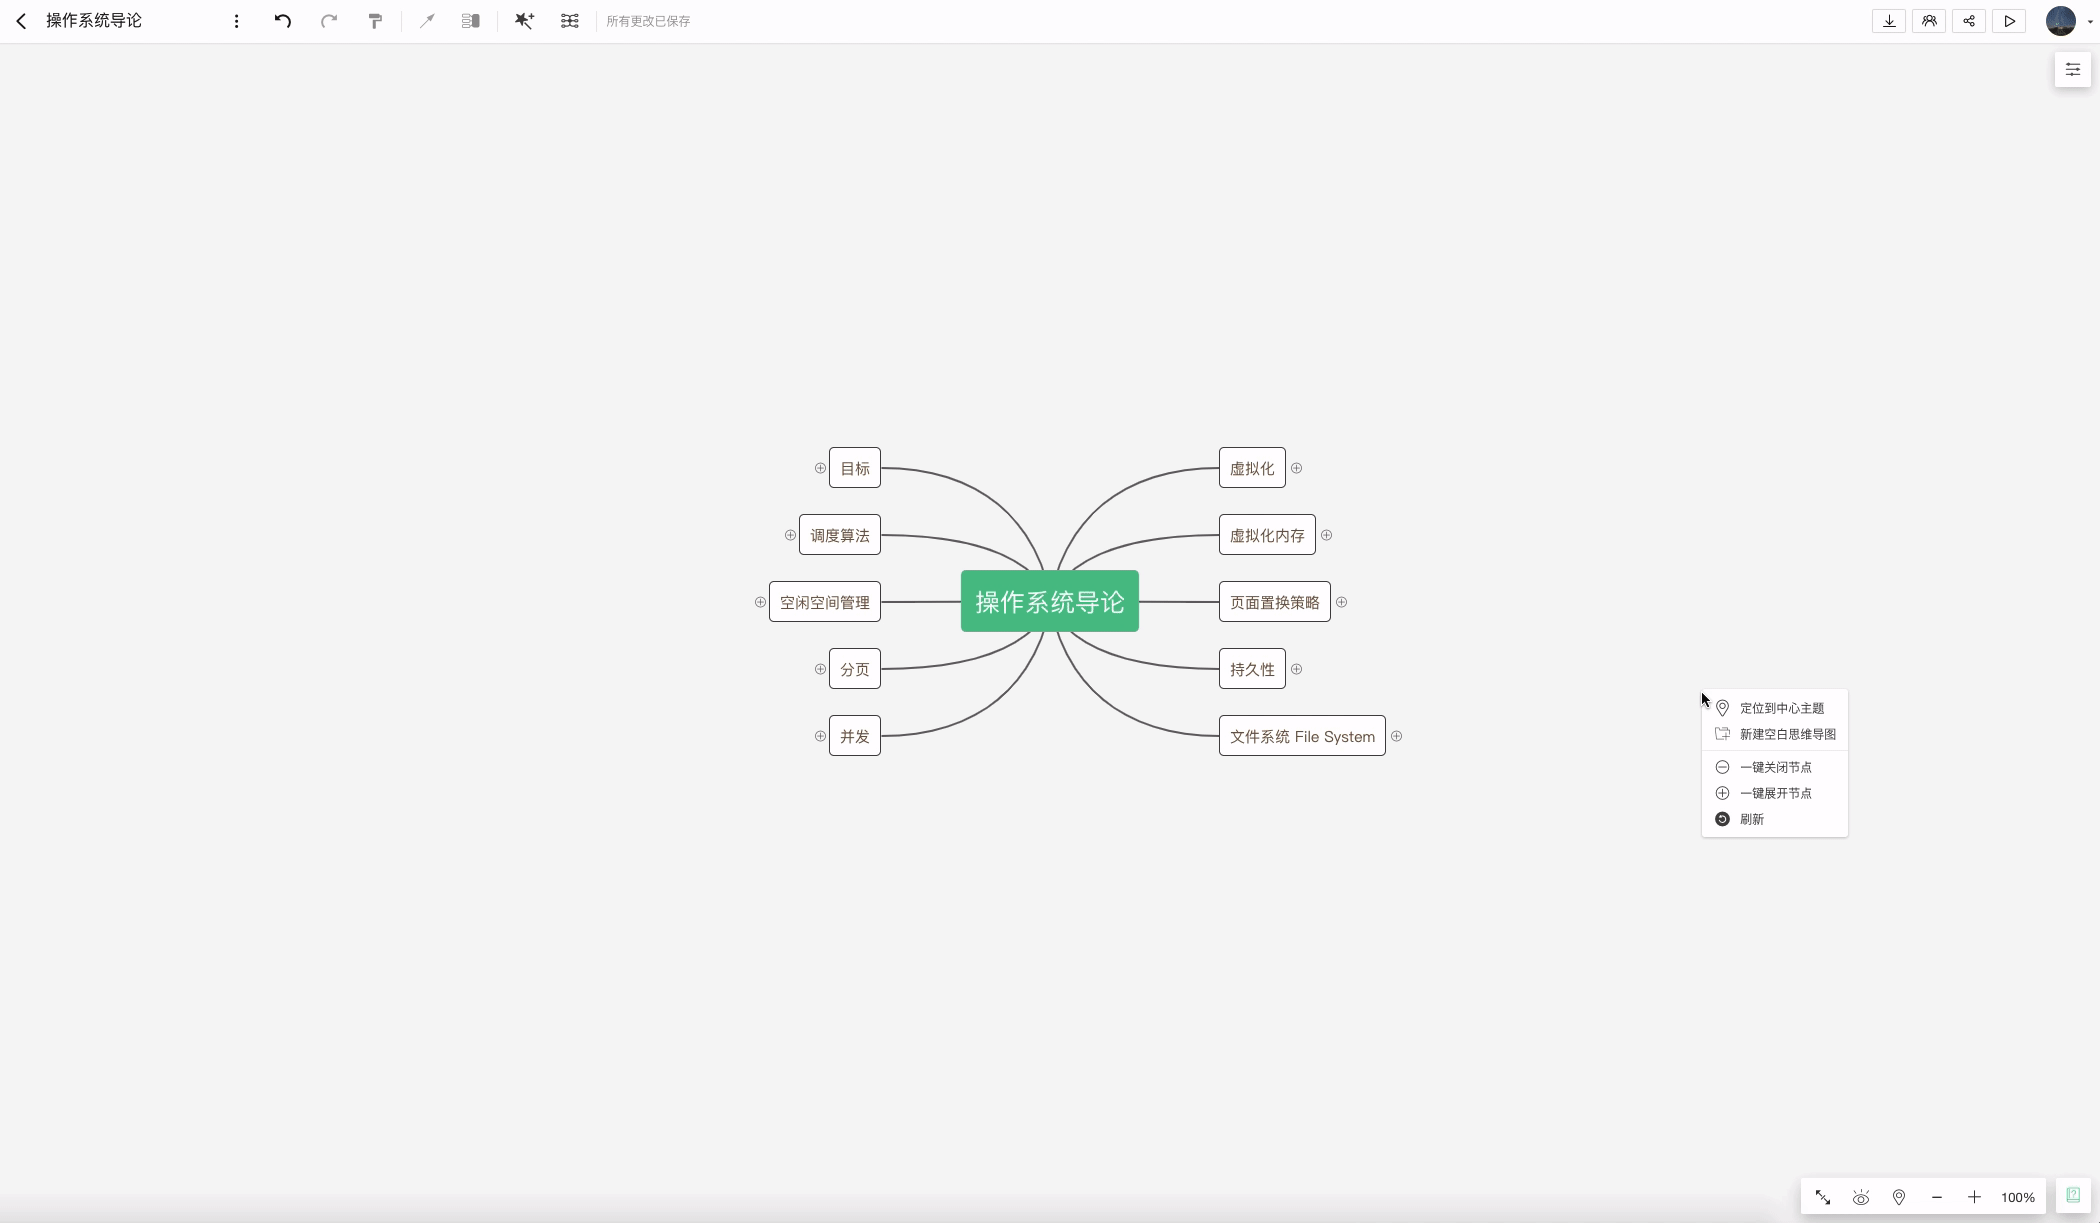 操作系统导论
所有更改已保存
目标
调度算法
空闲空间管理
分页
并发
操作系统导论
虚拟化
虚拟化内存
页面置换策略
持久性
文件系统 File System
定位到中心主题
新建空白思维导图
一键关闭节点
一键展开节点
刷新
100%